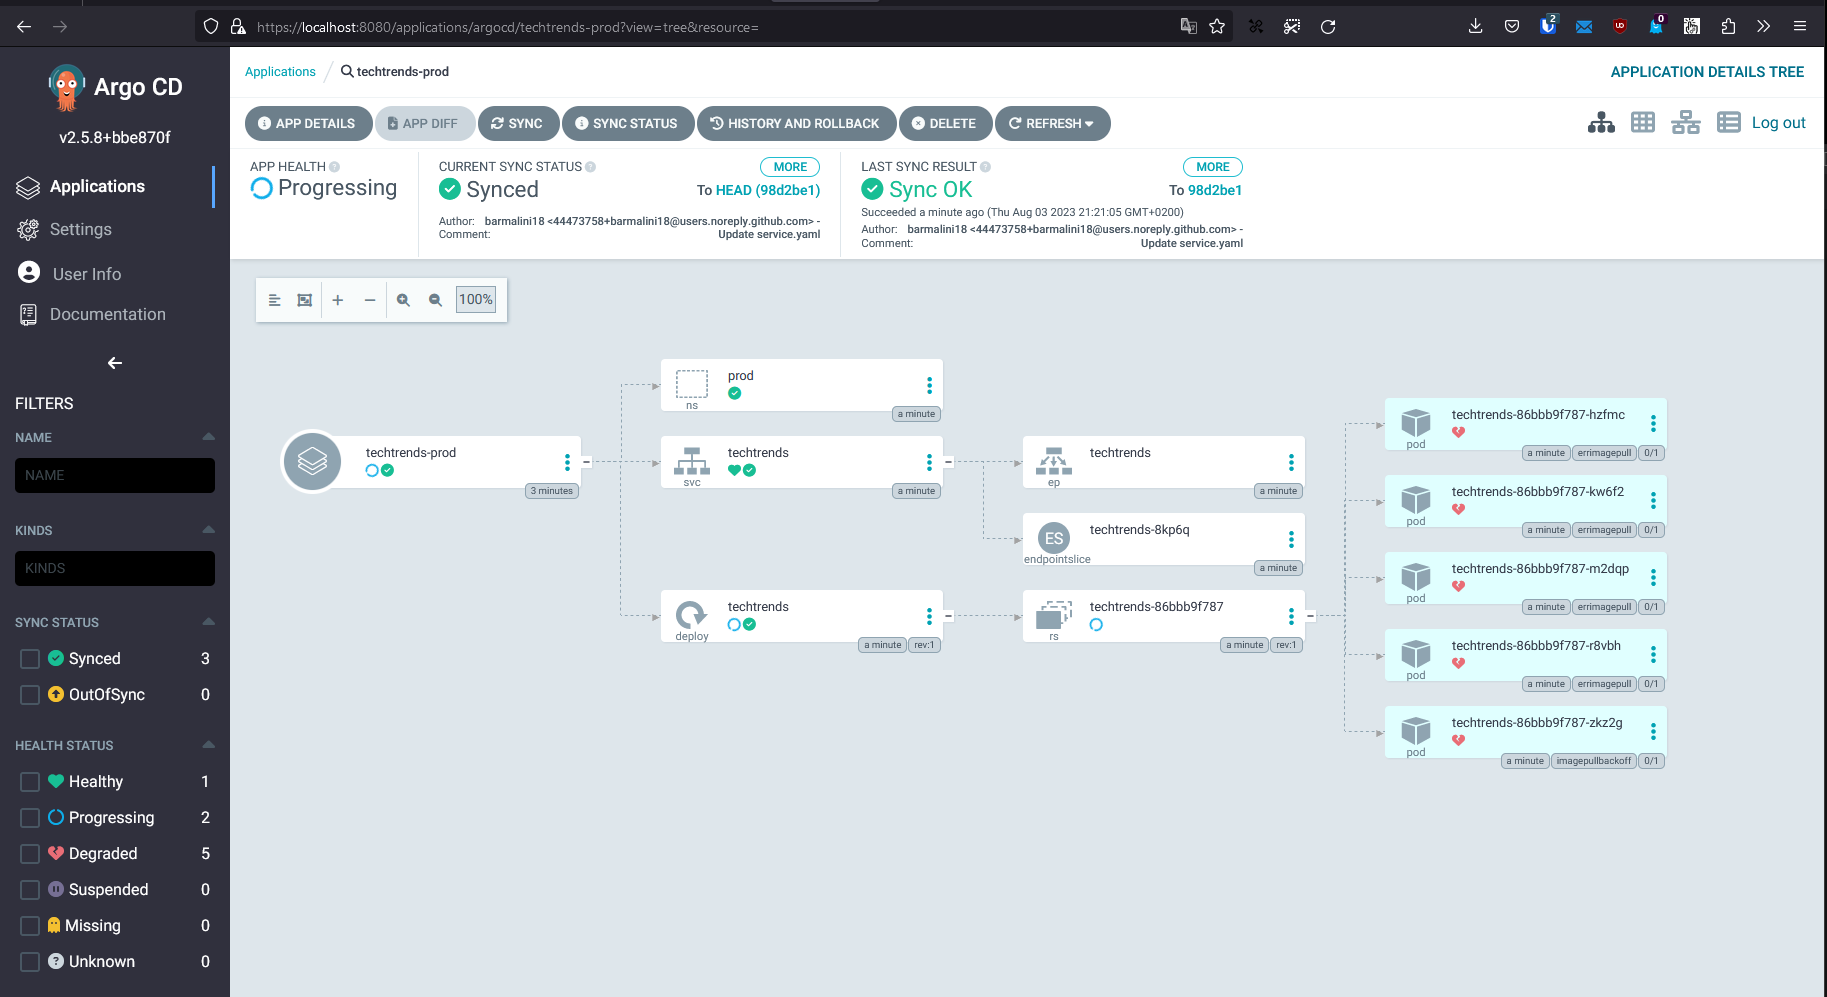 https://localhost:8080/applications/argocd/techtrends-prod?view=tree&resource=
2
0
Argo CD
v2.5.8+bbe870f
Applications
Settings
User Info
Documentation
FILTERS
NAME
NAME
KINDS
KINDS
SYNC STATUS
Synced 3
OutOfSync 0
HEALTH STATUS
Healthy 1
Progressing 2
Degraded 5
Suspended 0
Missing 0
Unknown 0
Applications / techtrends-prod
APPLICATION DETAILS TREE
APP DETAILS
APP DIFF
SYNC
SYNC STATUS
HISTORY AND ROLLBACK
DELETE
REFRESH
Log out
APP HEALTH
Progressing
CURRENT SYNC STATUS
MORE
Synced
To HEAD (98d2be1)
Author: barmalini18 <44473758+barmalini18@users.noreply.github.com> -
Comment: Update service.yaml
LAST SYNC RESULT
MORE
Sync OK
To 98d2be1
Succeeded a minute ago (Thu Aug 03 2023 21:21:05 GMT+0200)
Author: barmalini18 <44473758+barmalini18@users.noreply.github.com> -
Comment: Update service.yaml
100%
techtrends-prod
3 minutes
prod
ns
a minute
techtrends
svc
a minute
techtrends
deploy
a minute rev:1
techtrends
ep
a minute
ES
techtrends-8kp6q
endpointslice
a minute
techtrends-86bbb9f787
rs
a minute rev:1
techtrends-86bbb9f787-hzfmc
pod
a minute errimagepull 0/1
techtrends-86bbb9f787-kw6f2
pod
a minute errimagepull 0/1
techtrends-86bbb9f787-m2dqp
pod
a minute errimagepull 0/1
techtrends-86bbb9f787-r8vbh
pod
a minute errimagepull 0/1
techtrends-86bbb9f787-zkz2g
pod
a minute imagepullbackoff 0/1